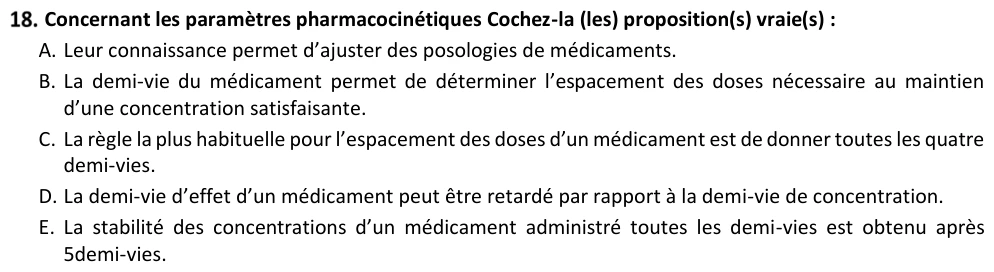 18. Concernant les paramètres pharmacocinétiques Cochez-la (les) proposition(s) vraie(s) :
A. Leur connaissance permet d’ajuster des posologies de médicaments.
B. La demi-vie du médicament permet de déterminer l’espacement des doses nécessaire au maintien
d’une concentration satisfaisante.
C. La règle la plus habituelle pour l’espacement des doses d’un médicament est de donner toutes les quatre
demi-vies.
D. La demi-vie d’effet d’un médicament peut être retardé par rapport à la demi-vie de concentration.
E. La stabilité des concentrations d’un médicament administré toutes les demi-vies est obtenu après
5demi-vies.